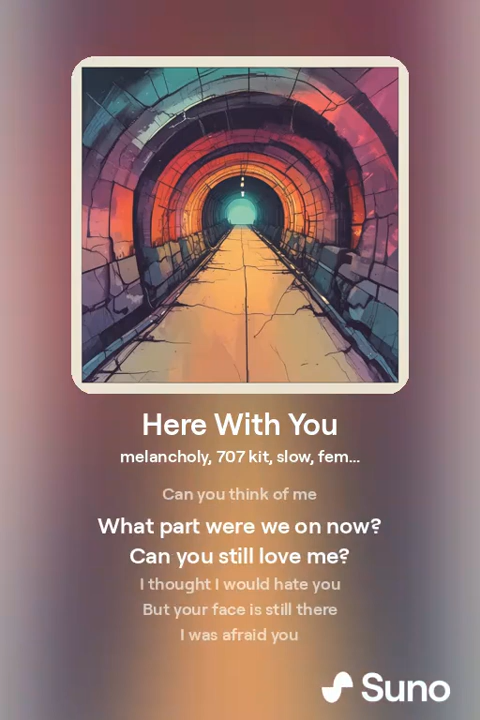 Here With You
melancholy, 707 kit, slow, fem...
Can you think of me
What part were we on now?
Can you still love me?
I thought I would hate you
But your face is still there
I was afraid you
Suno